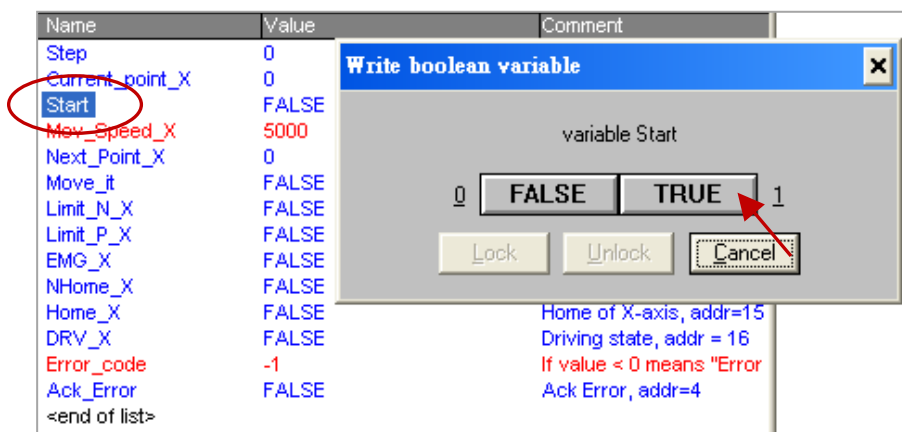 Name Value Comment
Step 0
Current_point_X 0
Start FALSE
Mov_Speed_X 5000
Next_Point_X 0
Move_it FALSE
Limit_N_X FALSE
Limit_P_X FALSE
EMG_X FALSE
NHome_X FALSE
Home_X FALSE Home of X-axis, addr=15
DRV_X FALSE Driving state, addr = 16
Error_code -1 If value < 0 means "Error
Ack_Error FALSE Ack Error, addr=4
<end of list>
Write boolean variable
variable Start
0 FALSE TRUE 1
Lock Unlock Cancel